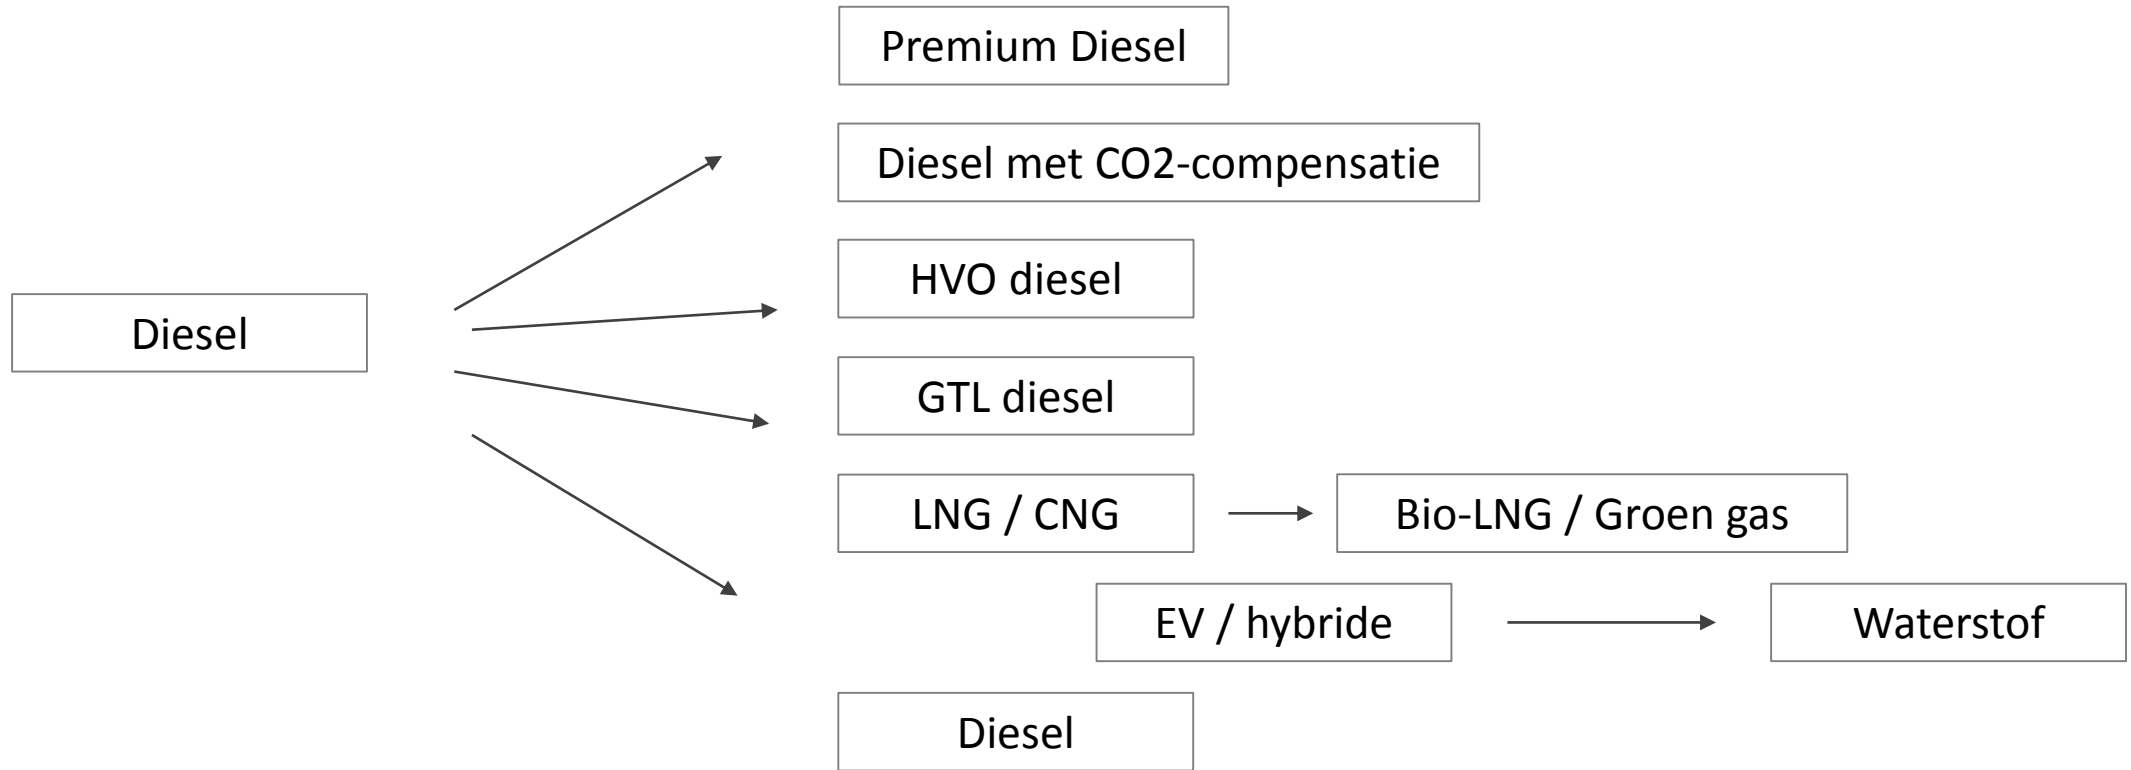 Premium Diesel
Diesel met CO2-compensatie
HVO diesel
Diesel
GTL diesel
LNG / CNG
Bio-LNG / Groen gas
EV / hybride
Waterstof
Diesel